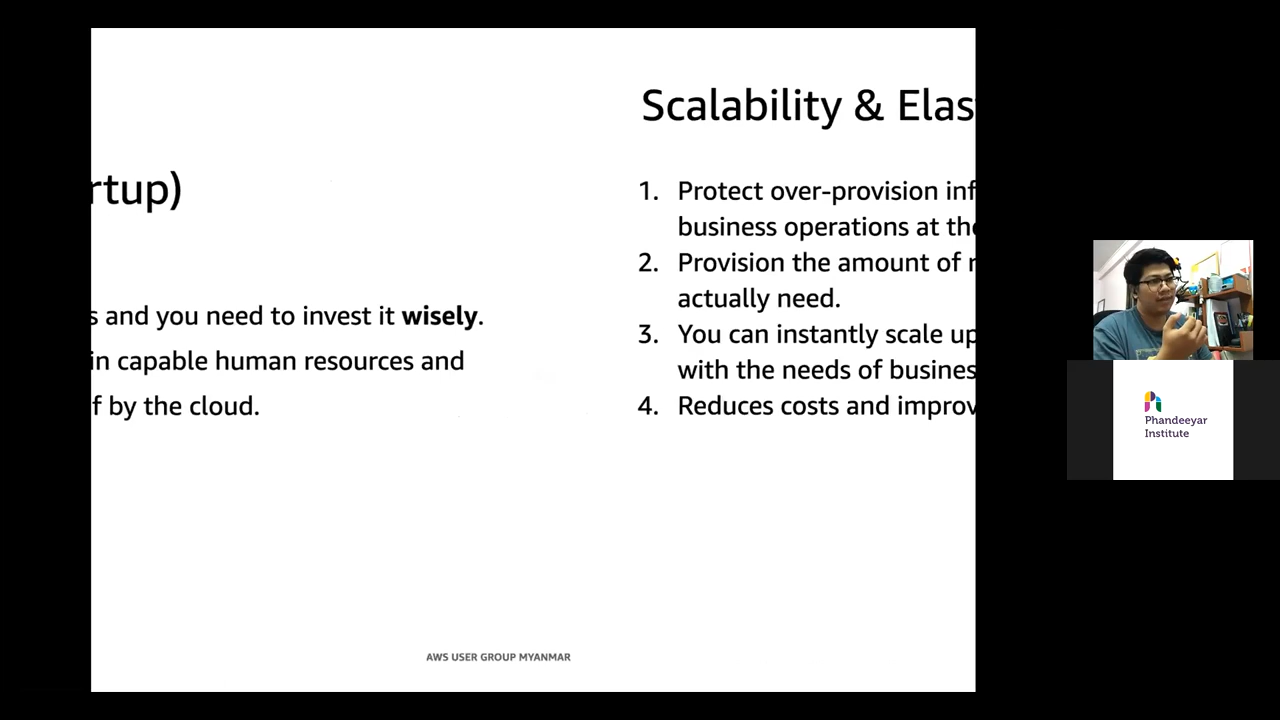 rtup)
s and you need to invest it wisely.
in capable human resources and
f by the cloud.
Scalability & Elas
1. Protect over-provision inf
business operations at the
2. Provision the amount of r
actually need.
3. You can instantly scale up
with the needs of busines
4. Reduces costs and improv
AWS USER GROUP MYANMAR
Phandeeyar
Institute